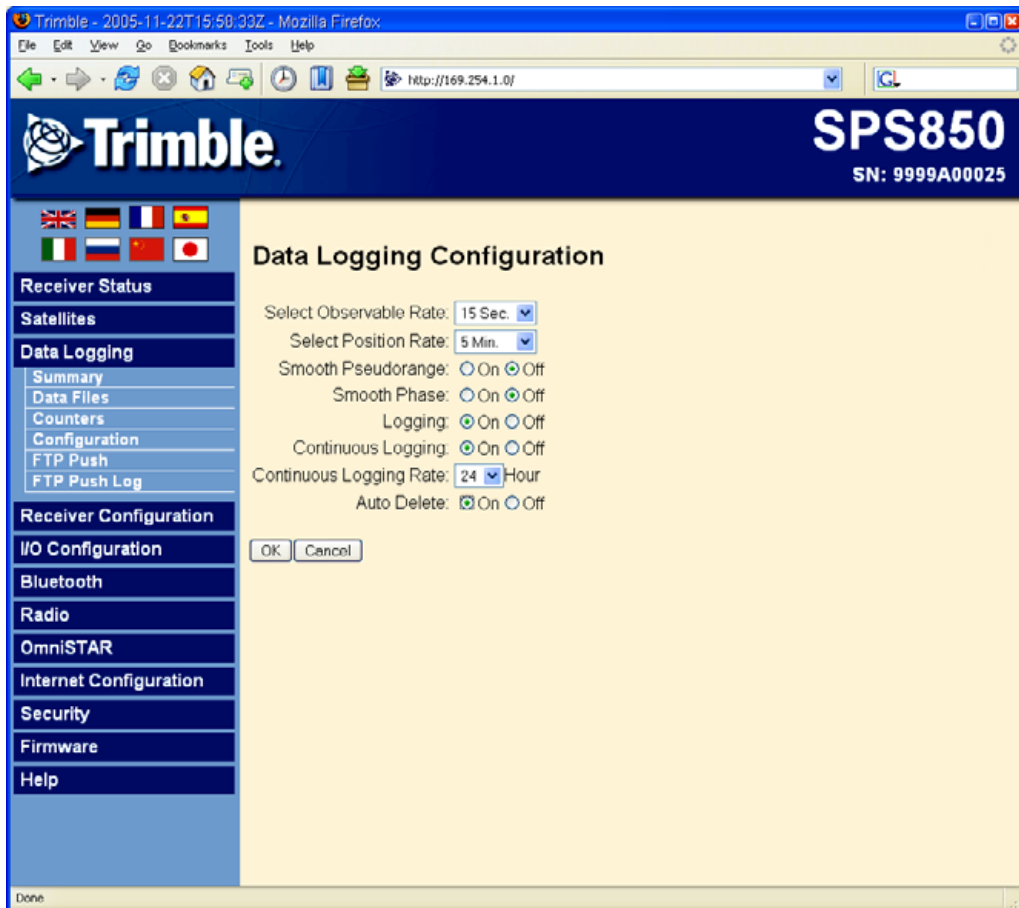 Trimble - 2005-11-22T15:58:33Z - Mozilla Firefox
File Edit View Go Bookmarks Tools Help
http://169.254.1.0/
G
Trimble.
SPS850
SN: 9999A00025
Receiver Status
Satellites
Data Logging
Summary
Data Files
Counters
Configuration
FTP Push
FTP Push Log
Receiver Configuration
I/O Configuration
Bluetooth
Radio
OmniSTAR
Internet Configuration
Security
Firmware
Help
Data Logging Configuration
Select Observable Rate: 15 Sec.
Select Position Rate: 5 Min.
Smooth Pseudorange: On Off
Smooth Phase: On Off
Logging: On Off
Continuous Logging: On Off
Continuous Logging Rate: 24 Hour
Auto Delete: On Off
OK Cancel
Done